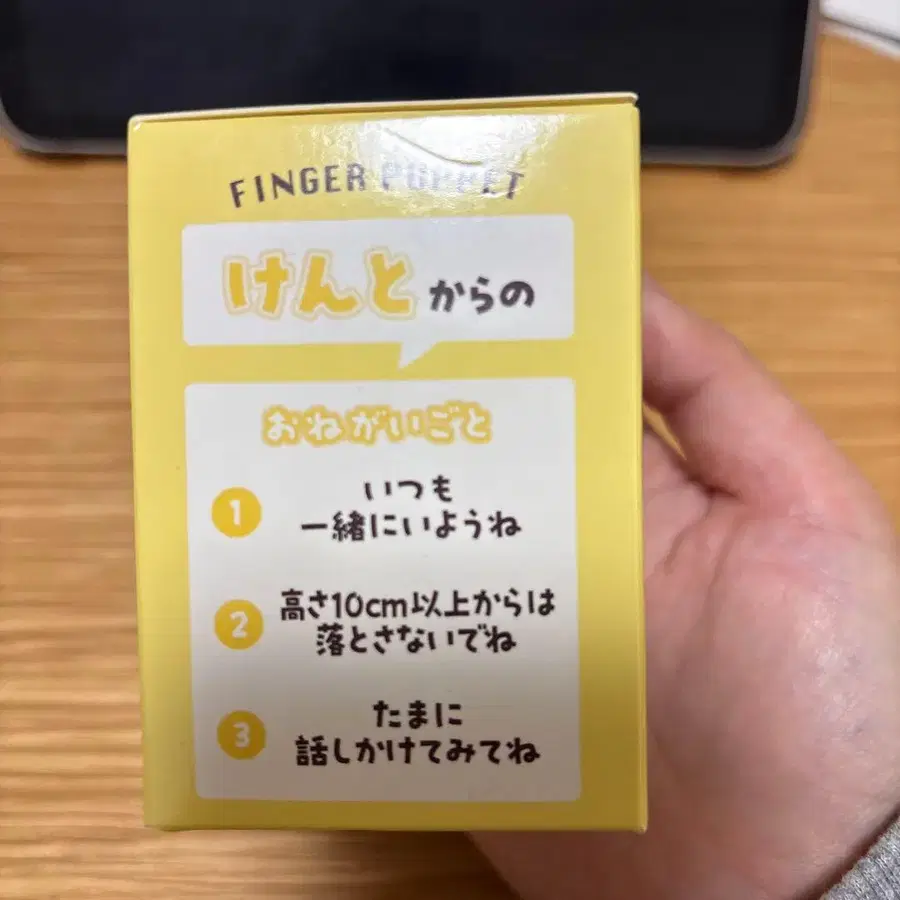 FINGER PUPPET
けんとからの
おねがいごと
1 いつも
一緒にいようね
2 高さ10cm以上からは
落とさないでね
3 たまに
話しかけてみてね